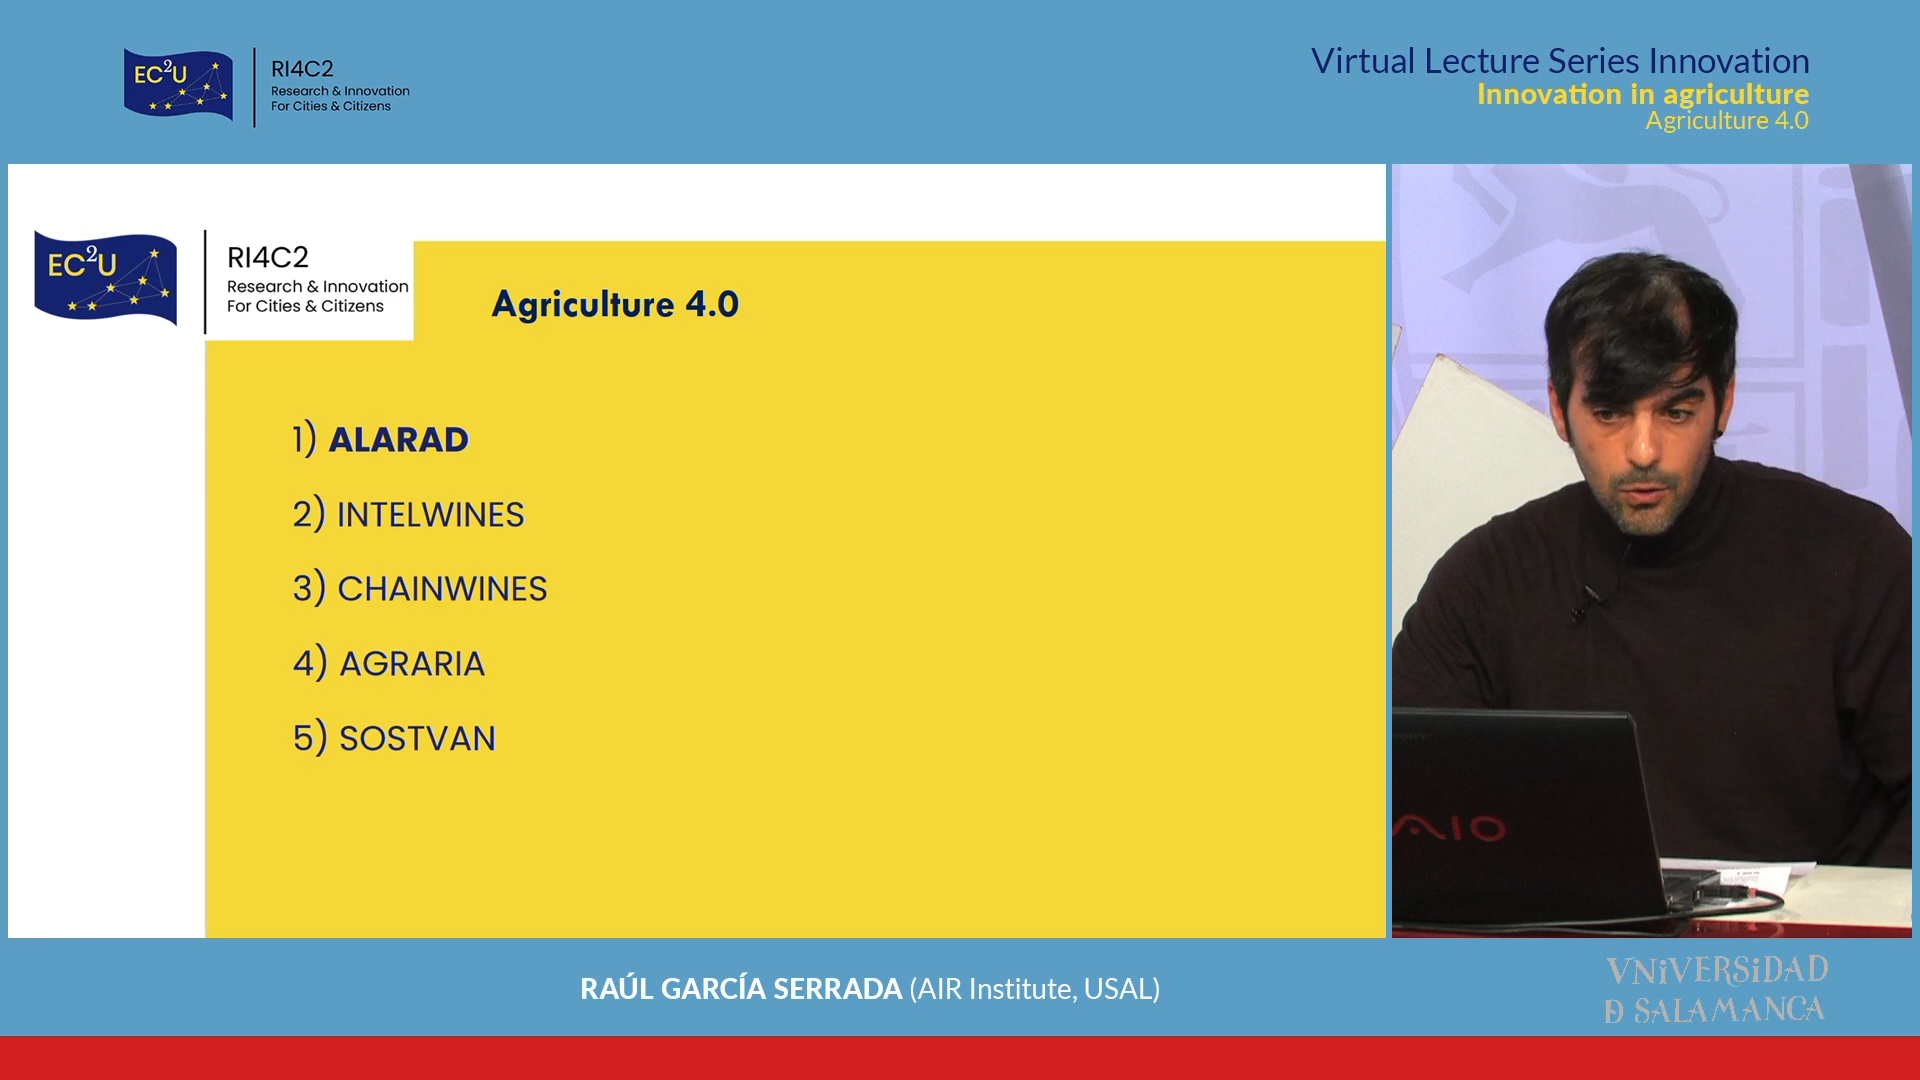 EC²U
RI4C2
Research & Innovation
For Cities & Citizens
Virtual Lecture Series Innovation
Innovation in agriculture
Agriculture 4.0
EC²U
RI4C2
Research & Innovation
For Cities & Citizens
Agriculture 4.0
1) ALARAD
2) INTELWINES
3) CHAINWINES
4) AGRARIA
5) SOSTVAN
AIO
RAÚL GARCÍA SERRADA (AIR Institute, USAL)
VNiVERSiDAD
Ð SALAMANCA